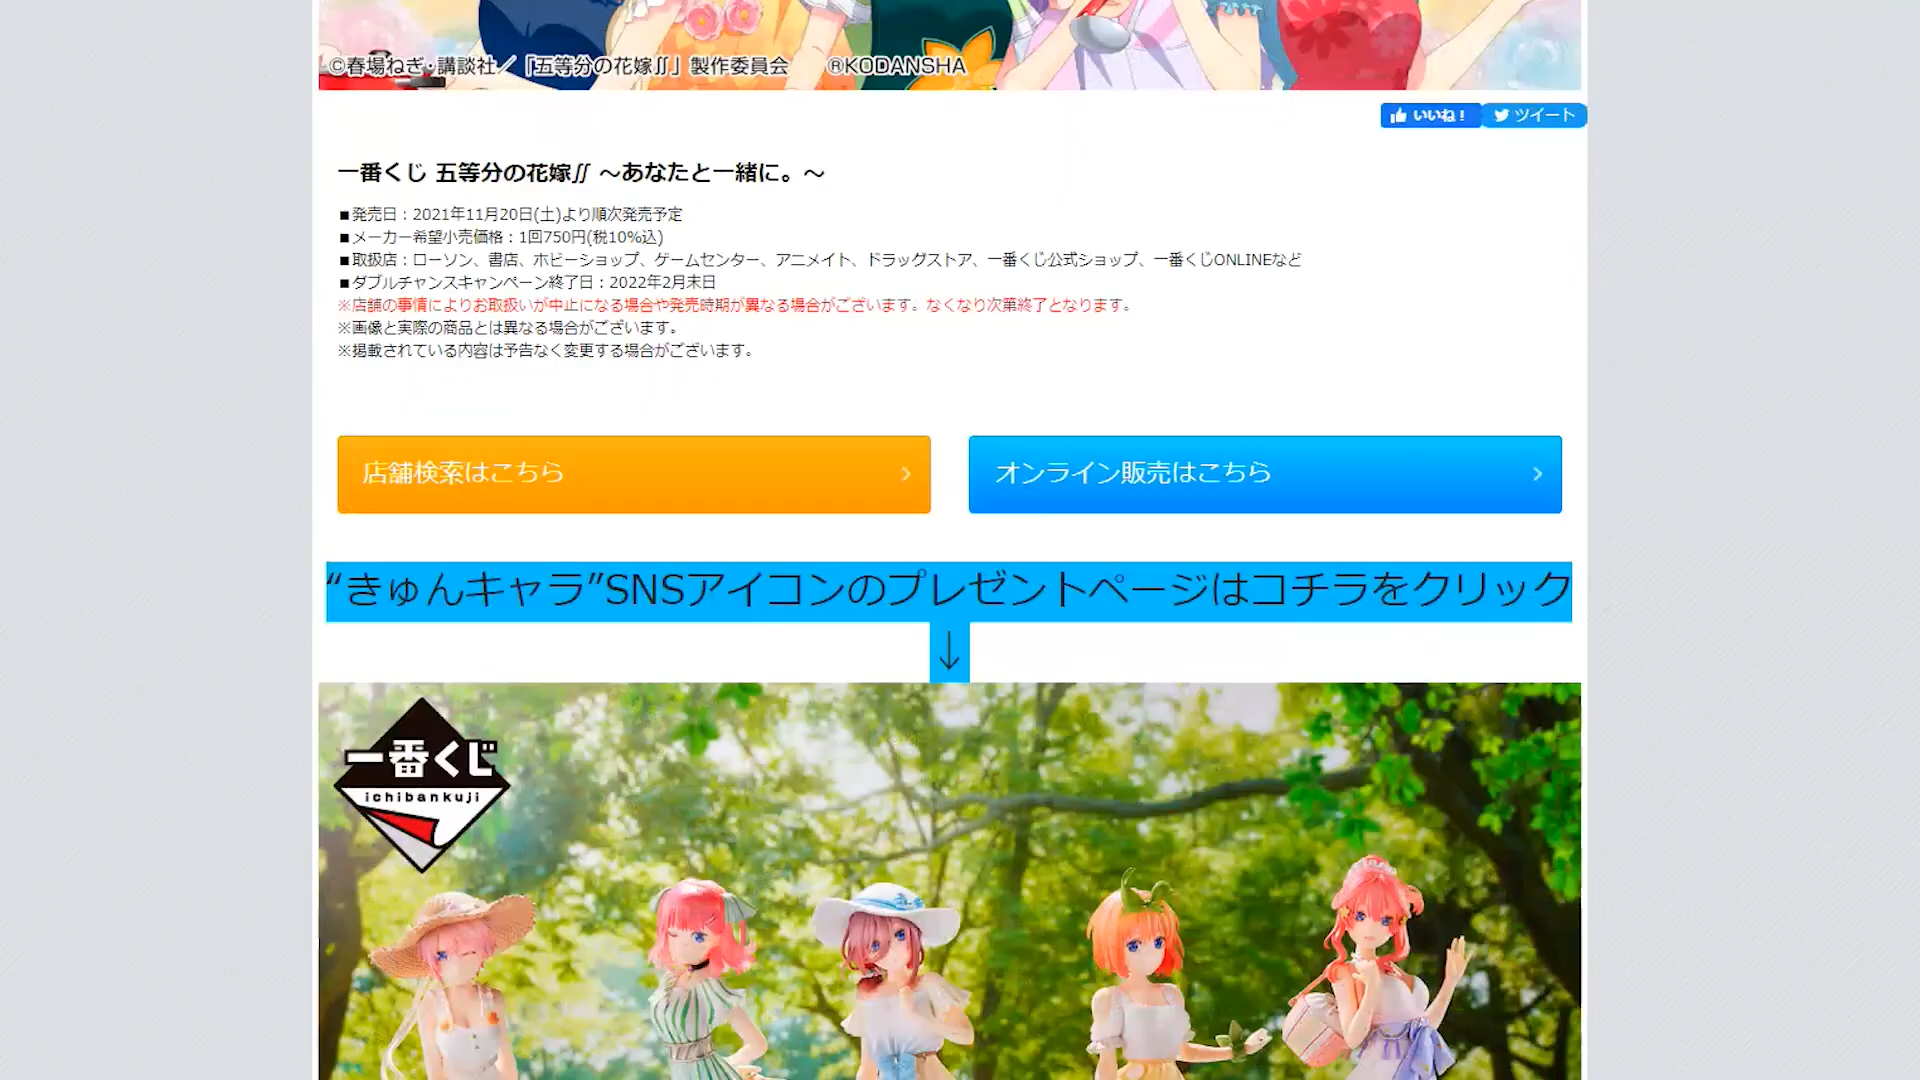 ©春場ねぎ・講談社／「五等分の花嫁∬」製作委員会 ®KODANSHA
いいね！ ツイート
一番くじ 五等分の花嫁∬ ～あなたと一緒に。～
■発売日：2021年11月20日(土)より順次発売予定
■メーカー希望小売価格：1回750円(税10%込)
■取扱店：ローソン、書店、ホビーショップ、ゲームセンター、アニメイト、ドラッグストア、一番くじ公式ショップ、一番くじONLINEなど
■ダブルチャンスキャンペーン終了日：2022年2月末日
※店舗の事情によりお取扱いが中止になる場合や発売時期が異なる場合がございます。なくなり次第終了となります。
※画像と実際の商品とは異なる場合がございます。
※掲載されている内容は予告なく変更する場合がございます。
店舗検索はこちら
オンライン販売はこちら
“きゅんキャラ”SNSアイコンのプレゼントページはコチラをクリック
↓
一番くじ
ichibankuji